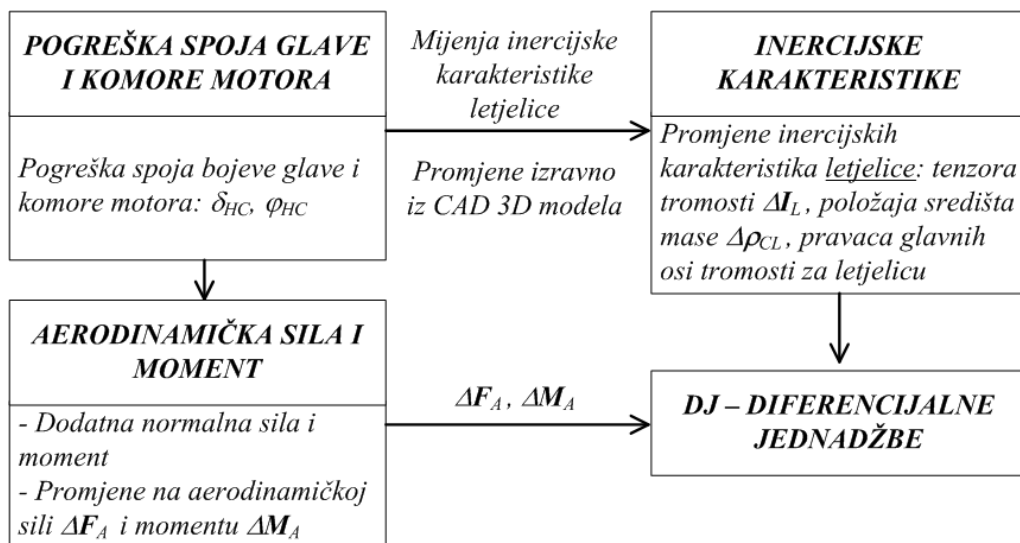 POGREŠKA SPOJA GLAVE
I KOMORE MOTORA
Pogreška spoja bojeve glave i
komore motora: δHC, φHC
Mijenja inercijske
karakteristike
letjelice
Promjene izravno
iz CAD 3D modela
INERCIJSKE
KARAKTERISTIKE
Promjene inercijskih
karakteristika letjelice: tenzora
tromosti ΔIL, položaja središta
mase ΔρCL, pravaca glavnih
osi tromosti za letjelicu
AERODINAMIČKA SILA I
MOMENT
- Dodatna normalna sila i
moment
- Promjene na aerodinamičkoj
sili ΔFA i momentu ΔMA
ΔFA, ΔMA
DJ – DIFERENCIJALNE
JEDNADŽBE